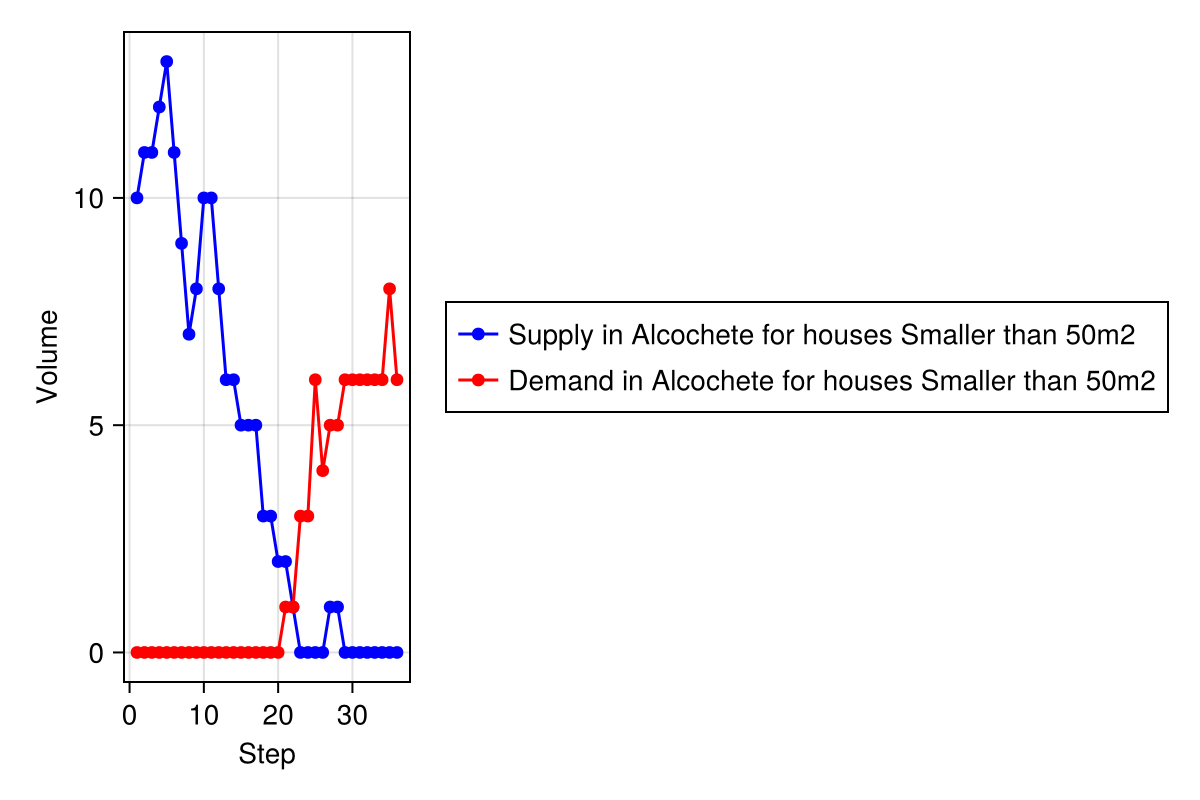 10
5
0
Volume
0 10 20 30
Step
Supply in Alcochete for houses Smaller than 50m2
Demand in Alcochete for houses Smaller than 50m2